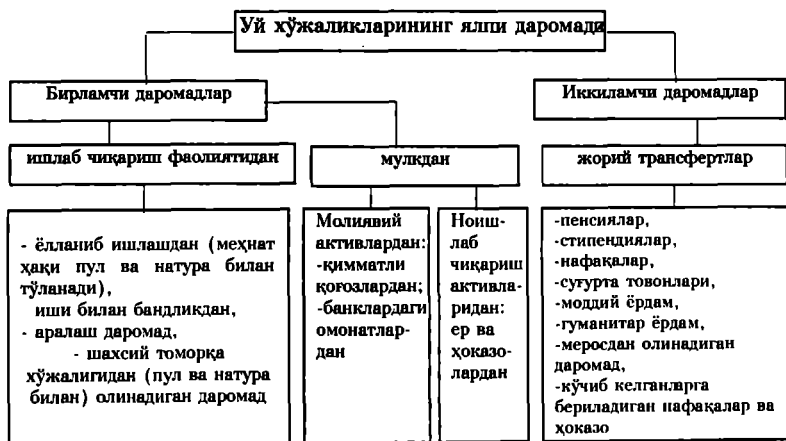 Уй хўжаликларининг ялпи даромади
Бирламчи даромадлар
Иккиламчи даромадлар
ишлаб чиқариш фаолиятидан
мулкдан
жорий трансфертлар
- ёлланиб ишлашдан (меҳнат
ҳақи пул ва натура билан
тўланади),
иши билан бандликдан,
- аралаш даромад,
- шахсий томорқа
хўжалигидан (пул ва натура
билан) олинадиган даромад
Молиявий
активлардан:
-қимматли
қоғозлардан;
-банклардаги
омонатлар-
дан
Ноиш-
лаб
чиқариш
активла-
ридан:
ер ва
ҳоказо-
лардан
-пенсиялар,
-стипендиялар,
-нафақалар,
-суғурта товонлари,
-моддий ёрдам,
-гуманитар ёрдам,
-меросдан олинадиган
даромад,
-кўчиб келганларга
бериладиган нафақалар ва
ҳоказо